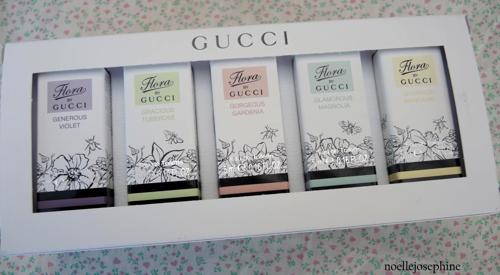 GUCCI
Flora
BY
GUCCI
GENEROUS
VIOLET
Flora
BY
GUCCI
GRACIOUS
TUBEROSE
Flora
BY
GUCCI
GORGEOUS
GARDENIA
Flora
BY
GUCCI
GLAMOROUS
MAGNOLIA
Flora
BY
GUCCI
noellejosephine